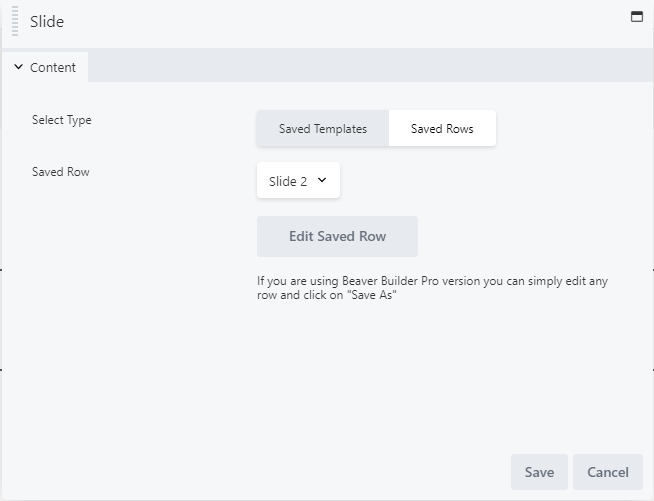 Slide
Content
Select Type
Saved Templates
Saved Rows
Saved Row
Slide 2
Edit Saved Row
If you are using Beaver Builder Pro version you can simply edit any
row and click on "Save As"
Save
Cancel